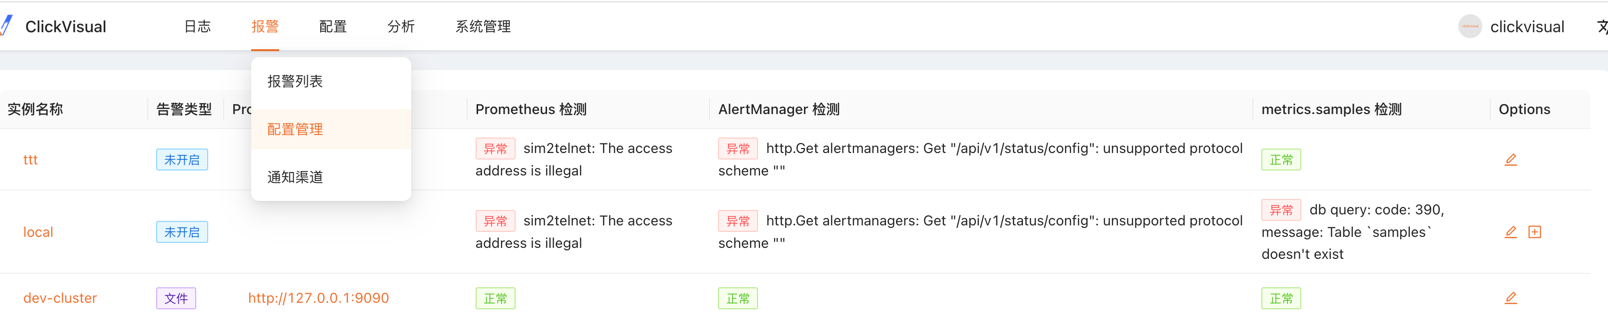 ClickVisual 日志 报警 配置 分析 系统管理 clickvisual
报警列表
配置管理
通知渠道
实例名称 告警类型 Pro Prometheus 检测 AlertManager 检测 metrics.samples 检测 Options
ttt 未开启 异常 sim2telnet: The access
address is illegal
异常 http.Get alertmanagers: Get "/api/v1/status/config": unsupported protocol
scheme ""
正常
local 未开启 异常 sim2telnet: The access
address is illegal
异常 http.Get alertmanagers: Get "/api/v1/status/config": unsupported protocol
scheme ""
异常 db query: code: 390,
message: Table `samples`
doesn't exist
dev-cluster 文件 http://127.0.0.1:9090 正常 正常 正常